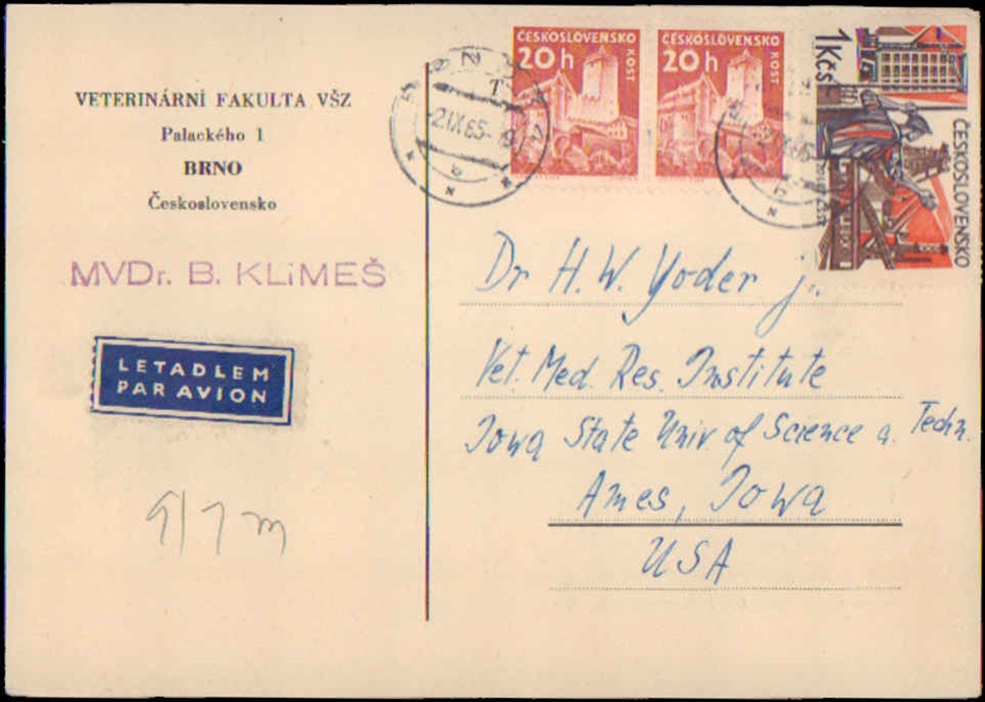 VETERINÁRNÍ FAKULTA VŠZ
Palackého 1
BRNO
Československo
MVDr. B. KLiMEŠ
LETADLEM
PAR AVION
ČESKOSLOVENSKO
20h
KOST
ČESKOSLOVENSKO
20h
KOST
1Kčs
ČESKOSLOVENSKO
2.IX.65-19
Dr H. W. Yoder jr.
Vet. Med. Res. Institute
Iowa State Univ. of Science a. Techn.
Ames, Iowa
USA